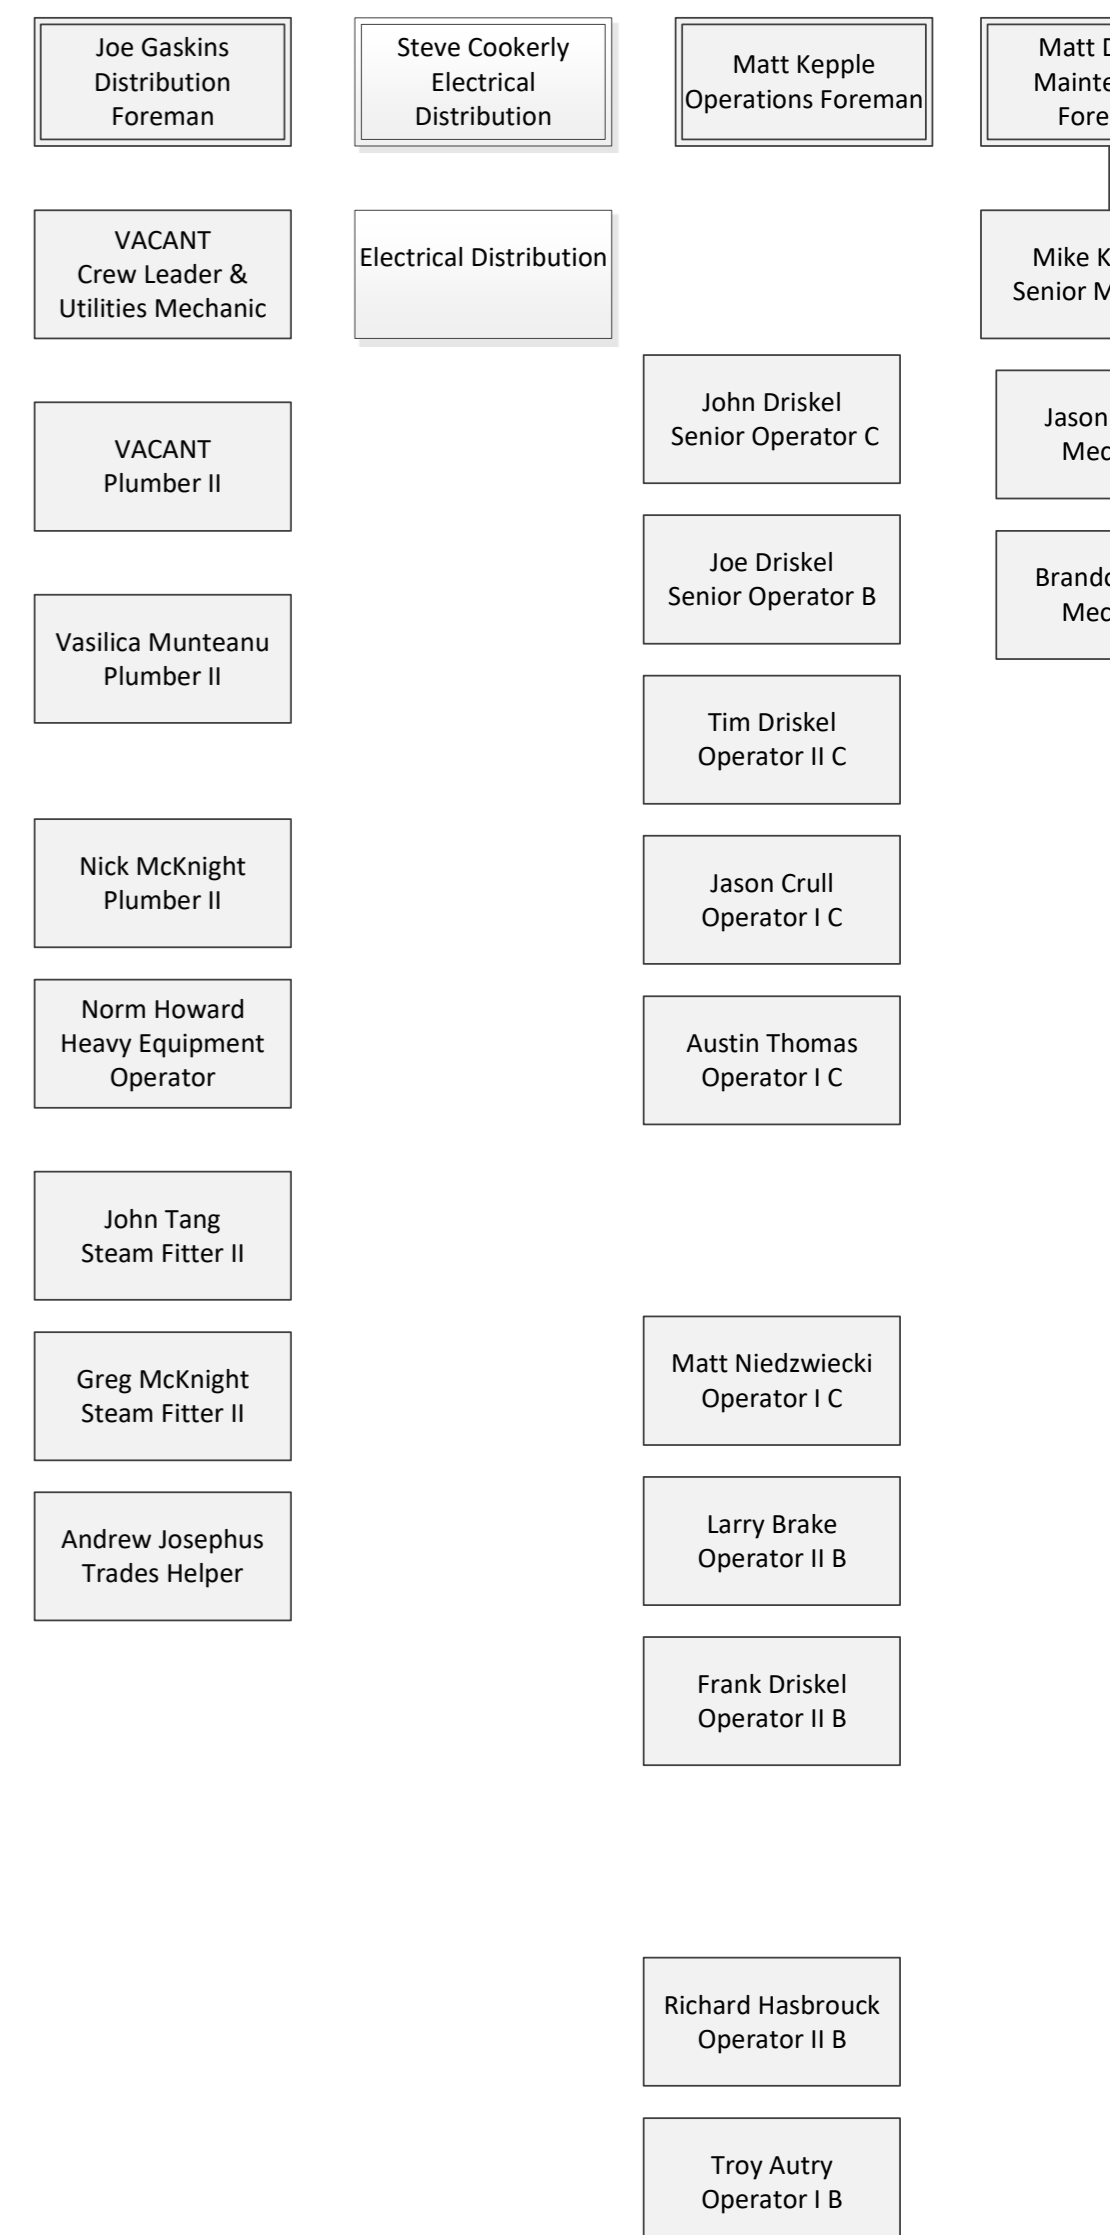 Joe Gaskins
Distribution
Foreman
Steve Cookerly
Electrical
Distribution
Matt Kepple
Operations Foreman
Matt
VACANT
Crew Leader &
Utilities Mechanic
Electrical Distribution
Mike
Senior
VACANT
Plumber II
Vasilica Munteanu
Plumber II
Nick McKnight
Plumber II
Norm Howard
Heavy Equipment
Operator
John Tang
Steam Fitter II
Greg McKnight
Steam Fitter II
Andrew Josephus
Trades Helper
John Driskel
Senior Operator C
Joe Driskel
Senior Operator B
Tim Driskel
Operator II C
Jason Crull
Operator I C
Austin Thomas
Operator I C
Matt Niedzwiecki
Operator I C
Larry Brake
Operator II B
Frank Driskel
Operator II B
Richard Hasbrouck
Operator II B
Troy Autry
Operator I B
Jason